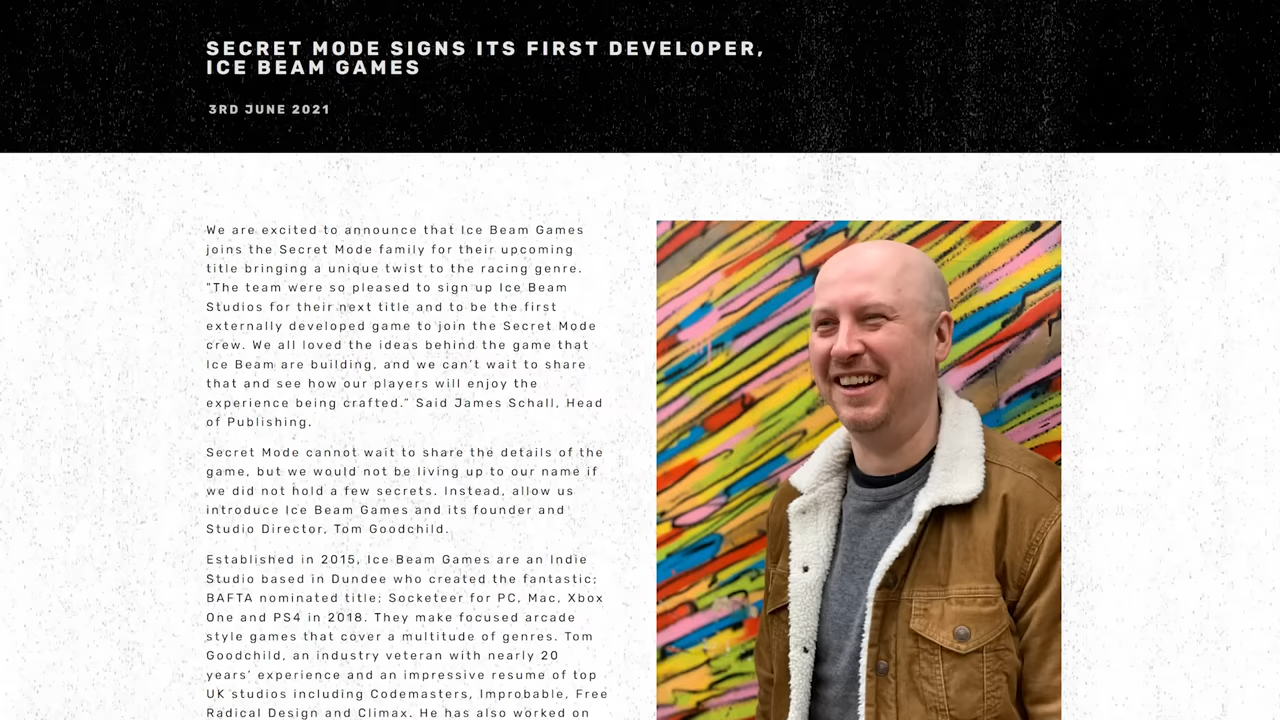 SECRET MODE SIGNS ITS FIRST DEVELOPER,
ICE BEAM GAMES
3RD JUNE 2021
We are excited to announce that Ice Beam Games
joins the Secret Mode family for their upcoming
title bringing a unique twist to the racing genre.
"The team were so pleased to sign up Ice Beam
Studios for their next title and to be the first
externally developed game to join the Secret Mode
crew. We all loved the ideas behind the game that
Ice Beam are building, and we can't wait to share
that and see how our players will enjoy the
experience being crafted.” Said James Schall, Head
of Publishing.
Secret Mode cannot wait to share the details of the
game, but we would not be living up to our name if
we did not hold a few secrets. Instead, allow us
introduce Ice Beam Games and its founder and
Studio Director, Tom Goodchild.
Established in 2015, Ice Beam Games are an Indie
Studio based in Dundee who created the fantastic;
BAFTA nominated title; Socketeer for PC, Mac, Xbox
One and PS4 in 2018. They make focused arcade
style games that cover a multitude of genres. Tom
Goodchild, an industry veteran with nearly 20
years’ experience and an impressive resume of top
UK studios including Codemasters, Improbable, Free
Radical Design and Climax. He has also worked on